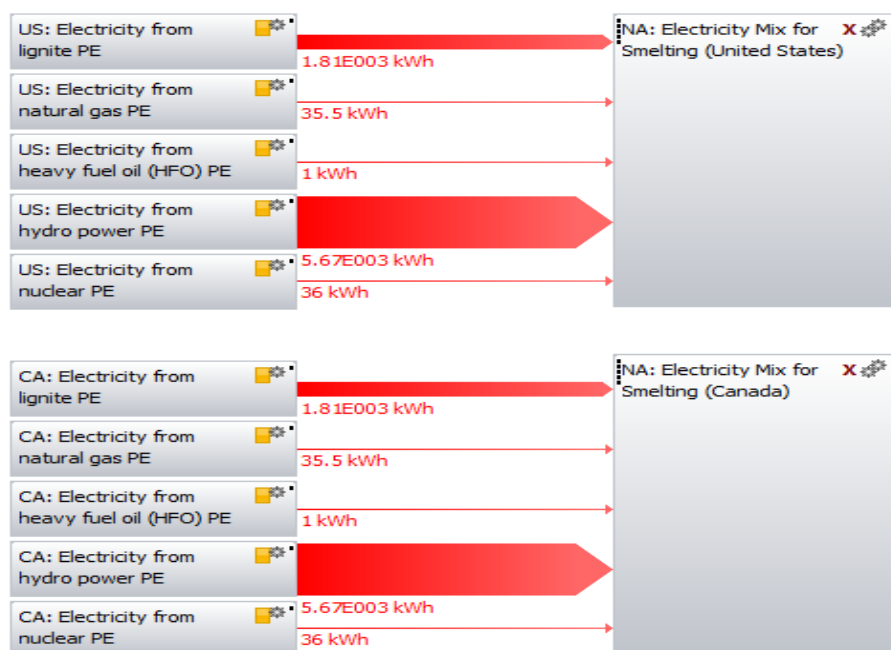 US: Electricity from
lignite PE
1.81E003 kWh
NA: Electricity Mix for
Smelting (United States)
X
US: Electricity from
natural gas PE
35.5 kWh
US: Electricity from
heavy fuel oil (HFO) PE
1 kWh
US: Electricity from
hydro power PE
5.67E003 kWh
US: Electricity from
nuclear PE
36 kWh
CA: Electricity from
lignite PE
1.81E003 kWh
NA: Electricity Mix for
Smelting (Canada)
X
CA: Electricity from
natural gas PE
35.5 kWh
CA: Electricity from
heavy fuel oil (HFO) PE
1 kWh
CA: Electricity from
hydro power PE
5.67E003 kWh
CA: Electricity from
nuclear PE
36 kWh